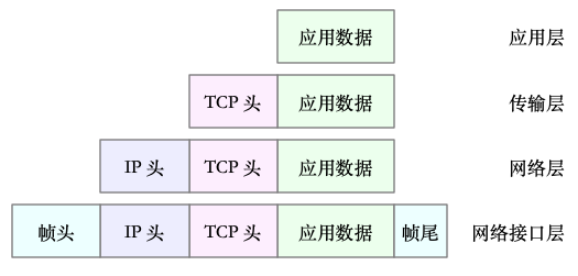 应用数据 应用层
TCP 头 应用数据 传输层
IP 头 TCP 头 应用数据 网络层
帧头 IP 头 TCP 头 应用数据 帧尾 网络接口层